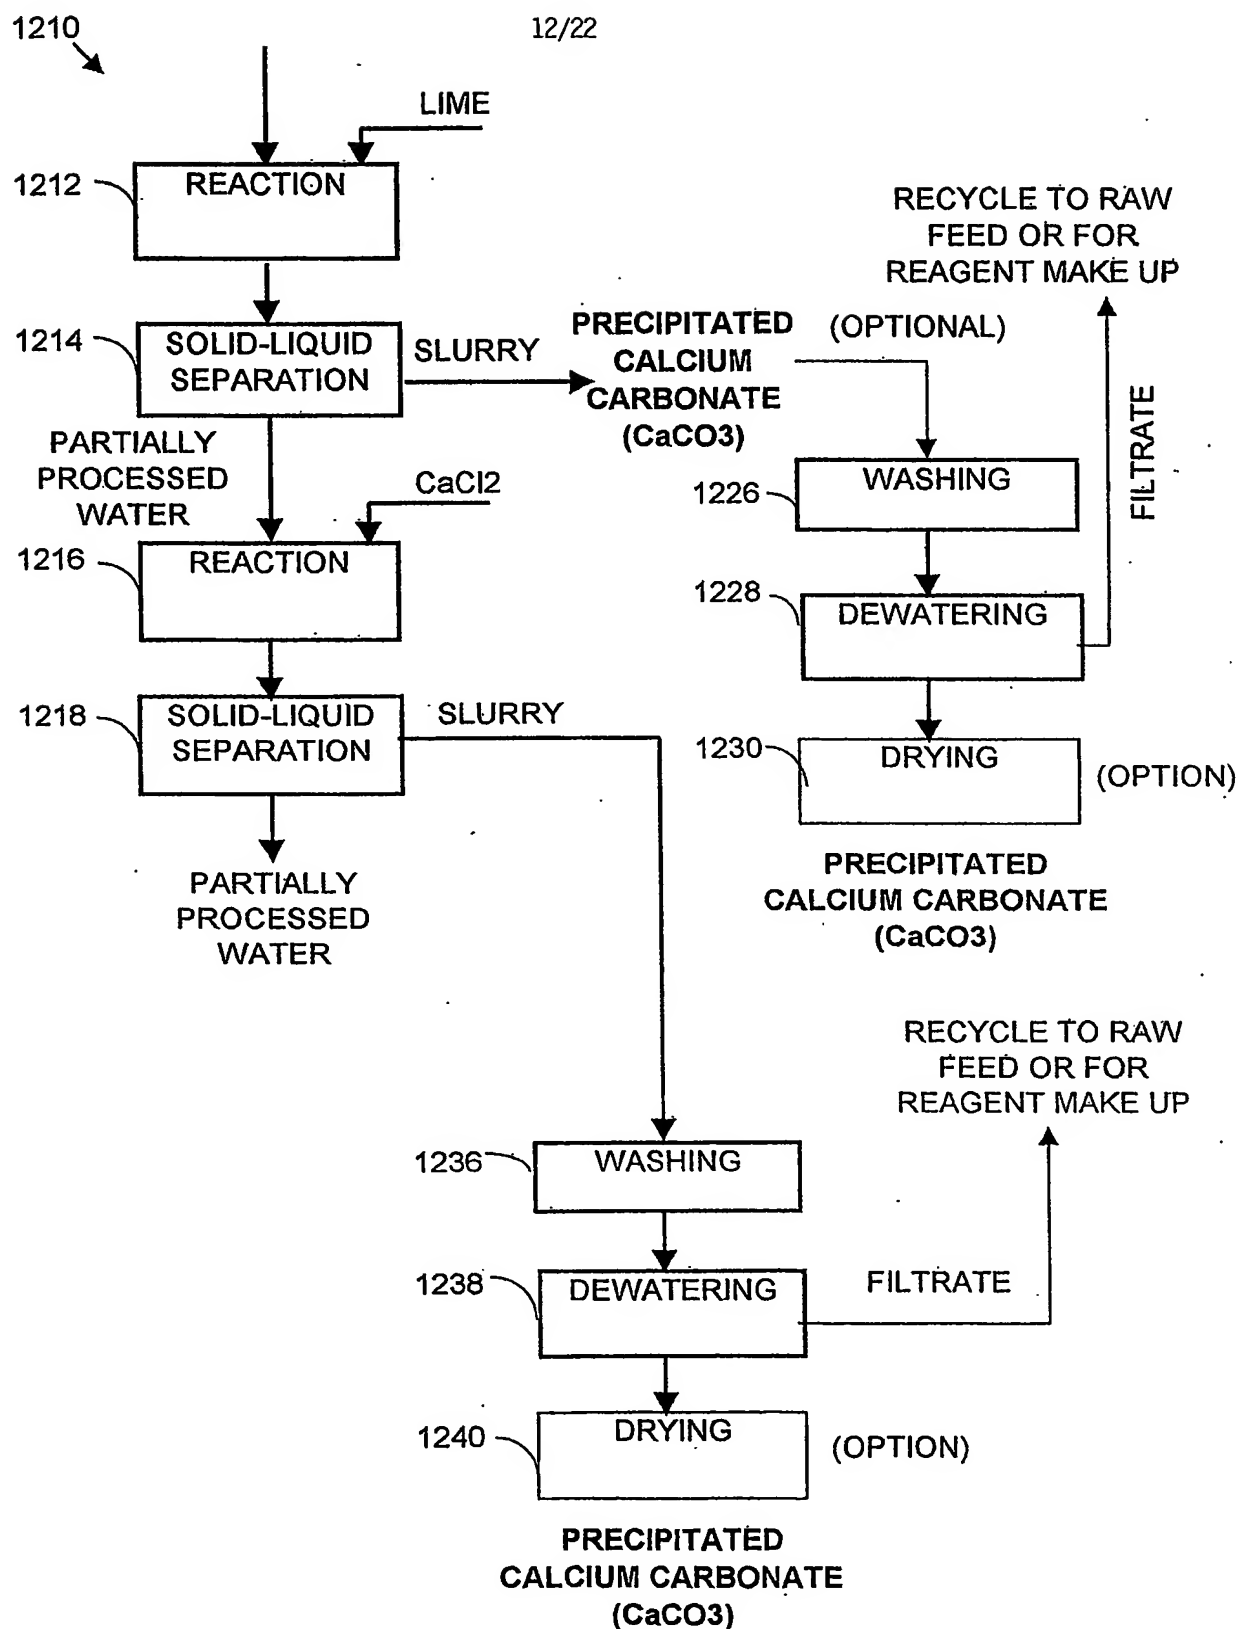 1210
12/22
LIME
1212
REACTION
RECYCLE TO RAW
FEED OR FOR
REAGENT MAKE UP
1214
SOLID-LIQUID
SEPARATION
SLURRY
PRECIPITATED
CALCIUM
CARBONATE
(CaCO3)
(OPTIONAL)
FILTRATE
PARTIALLY
PROCESSED
WATER
CaCl2
1226
WASHING
1216
REACTION
1228
DEWATERING
1218
SOLID-LIQUID
SEPARATION
SLURRY
1230
DRYING
(OPTION)
PARTIALLY
PROCESSED
WATER
PRECIPITATED
CALCIUM CARBONATE
(CaCO3)
RECYCLE TO RAW
FEED OR FOR
REAGENT MAKE UP
1236
WASHING
1238
DEWATERING
FILTRATE
1240
DRYING
(OPTION)
PRECIPITATED
CALCIUM CARBONATE
(CaCO3)